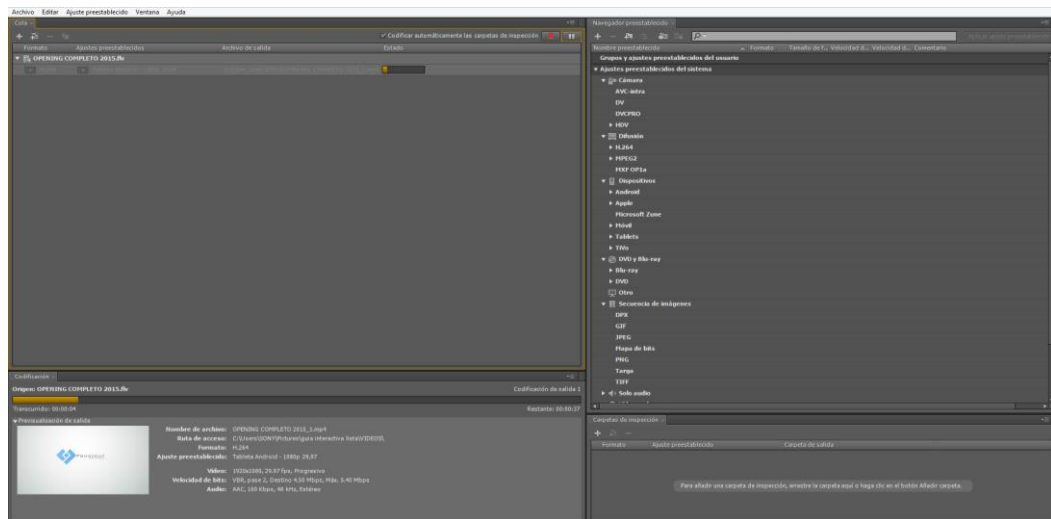 Archivo Editar Ajuste preestablecido Ventana Ayuda
Cola
Codificar automáticamente las carpetas de inspección
Formato Ajustes preestablecidos Archivo de salida Estado
OPENING COMPLETO 2015.flv
Codificación
Origen: OPENING COMPLETO 2015.flv Codificación de salida 1
Transcurrido: 00:00:04 Restante: 00:00:27
Previsualización de salida
Nombre de archivo: OPENING COMPLETO 2015_1.mp4
Ruta de acceso: C:\Users\SONY\Pictures\guia interactiva beta\VIDEOS\
Formato: H.264
Ajuste preestablecido: Tableta Android - 1080p 29,97
Vídeo: 1920x1080, 29,97 fps, Progresivo
Velocidad de bits: VBR, paso 2, Destino 4.50 Mbps, Máx. 5.40 Mbps
Audio: AAC, 160 Kbps, 48 kHz, Estéreo
Navegador preestablecido
Nombre preestablecido Formato Tamaño de f... Velocidad d... Velocidad d... Comentario
Grupos y ajustes preestablecidos del usuario
Ajustes preestablecidos del sistema
Cámara
AVC-intra
DV
DVCPRO
HDV
Difusión
H.264
MPEG2
MXF OP1a
Dispositivos
Android
Apple
Microsoft Zune
Móvil
Tableta
TiVo
DVD y Blu-ray
Blu-ray
DVD
Otro
Secuencia de imágenes
DPX
GIF
JPEG
Mapa de bits
PNG
Targa
TIFF
Solo audio
Carpetas de inspección
Formato Ajuste preestablecido Carpeta de salida
Para añadir una carpeta de inspección, arrastre la carpeta aquí o haga clic en el botón Añadir carpeta.